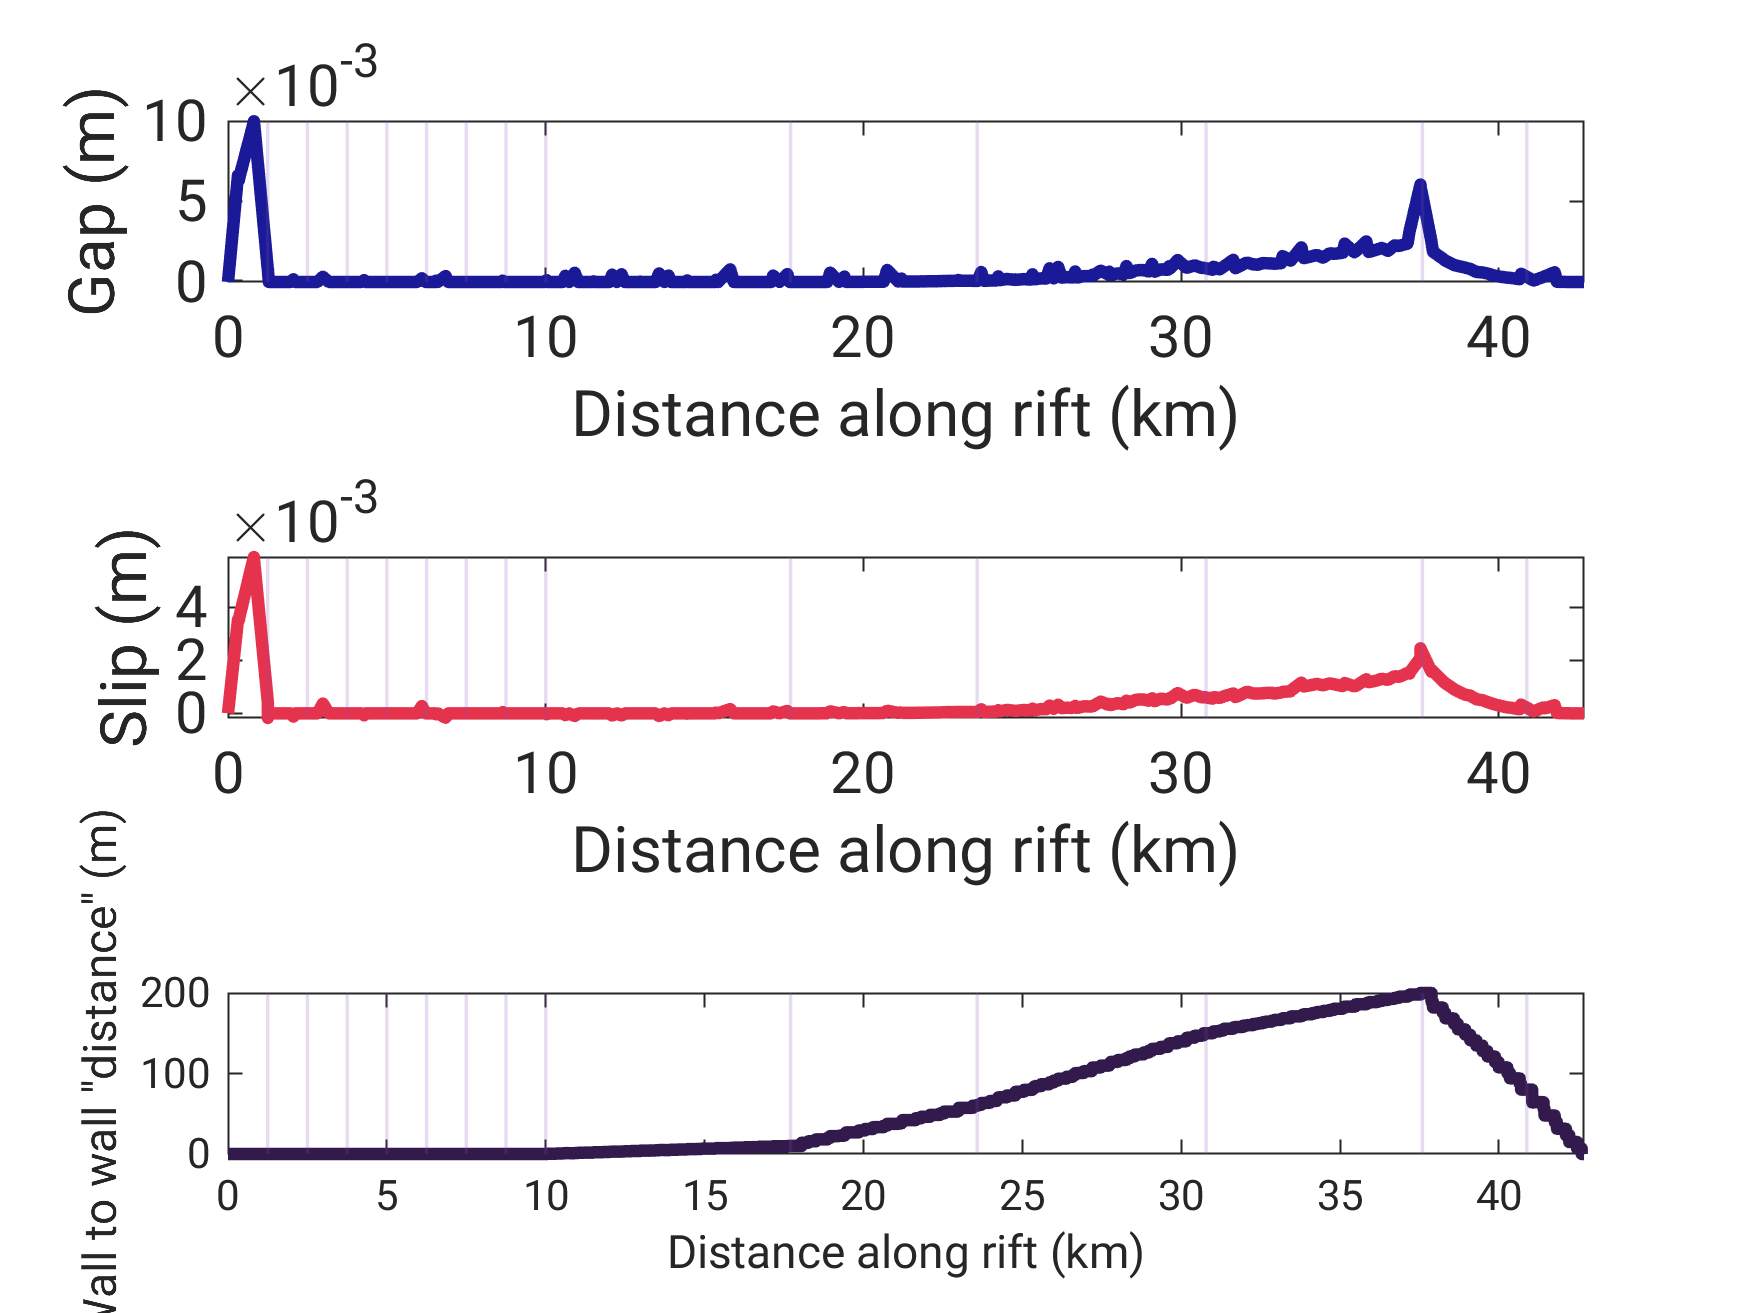 ×10-3
Gap (m)
10
5
0
0 10 20 30 40
Distance along rift (km)
×10-3
Slip (m)
4
2
0
0 10 20 30 40
Distance along rift (km)
Wall to wall "distance" (m)
200
100
0
0 5 10 15 20 25 30 35 40
Distance along rift (km)